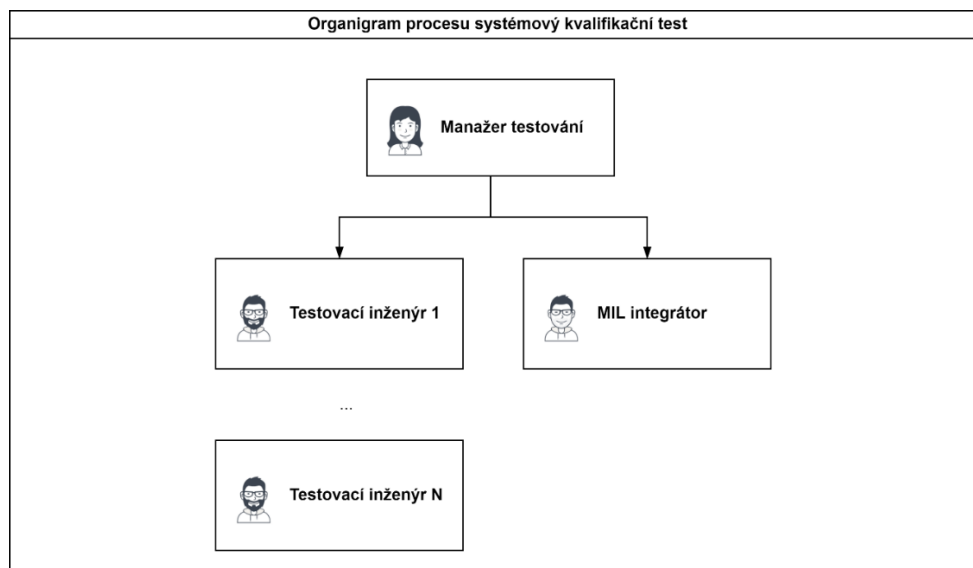 Organigram procesu systémový kvalifikační test
Manažer testování
Testovací inženýr 1
MIL integrátor
...
Testovací inženýr N